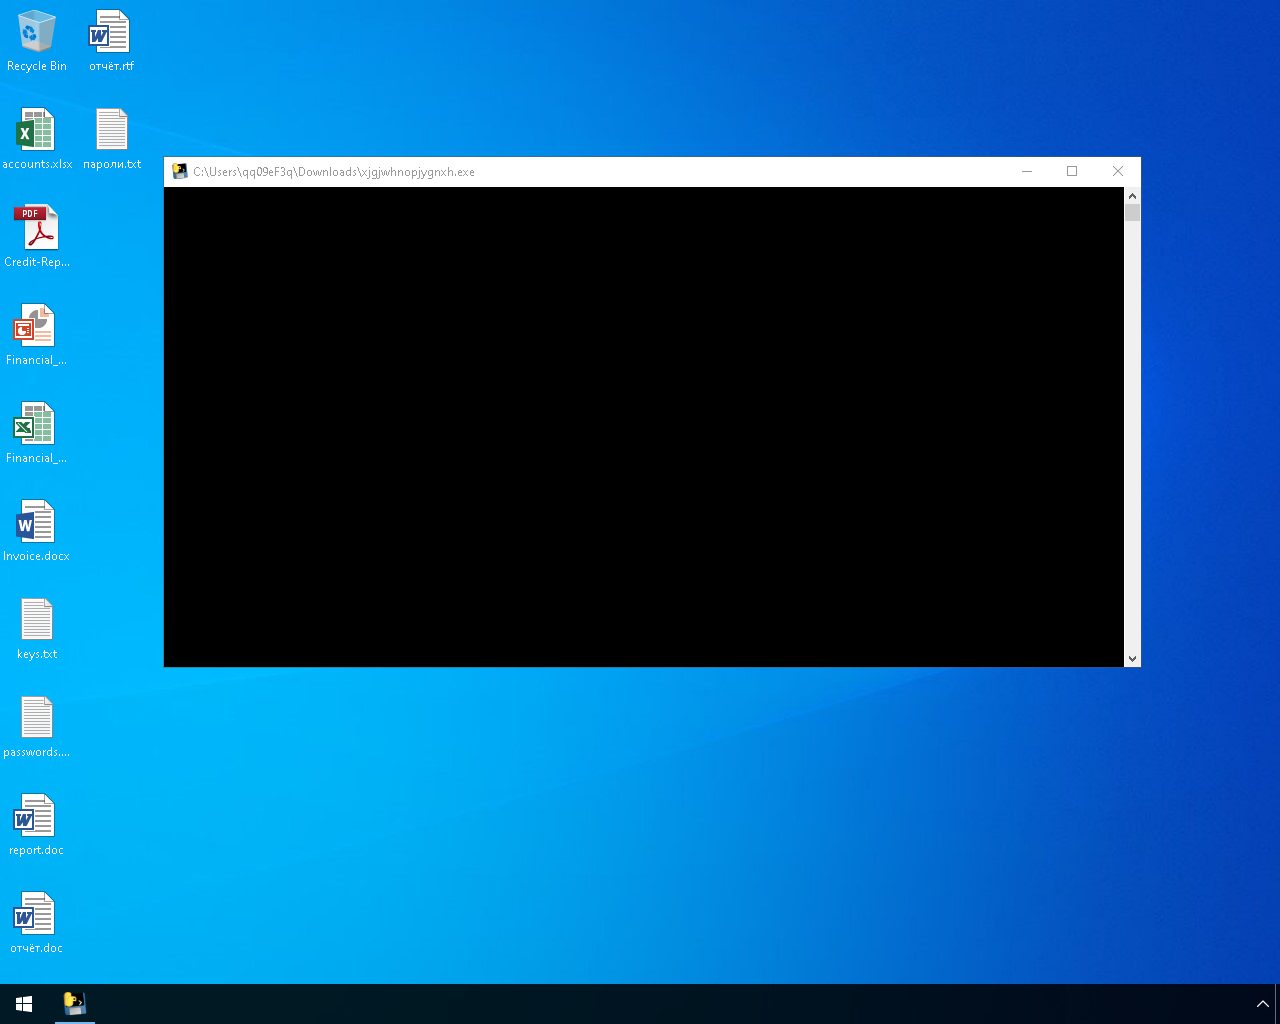 Recycle Bin
отчёт.rtf
accounts.xlsx
пароли.txt
C:\Users\qq09eF3q\Downloads\xjgjwhnopjygnxh.exe
PDF
Credit-Rep...
Financial_...
Financial_...
Invoice.docx
keys.txt
passwords....
report.doc
отчёт.doc